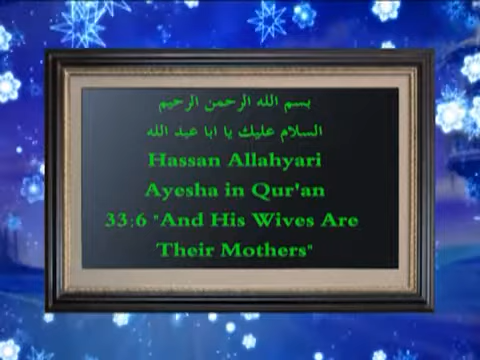 بسم الله الرحمن الرحيم
السلام عليك يا ابا عبد الله
Hassan Allahyari
Ayesha in Qur'an
33:6 "And His Wives Are
Their Mothers"